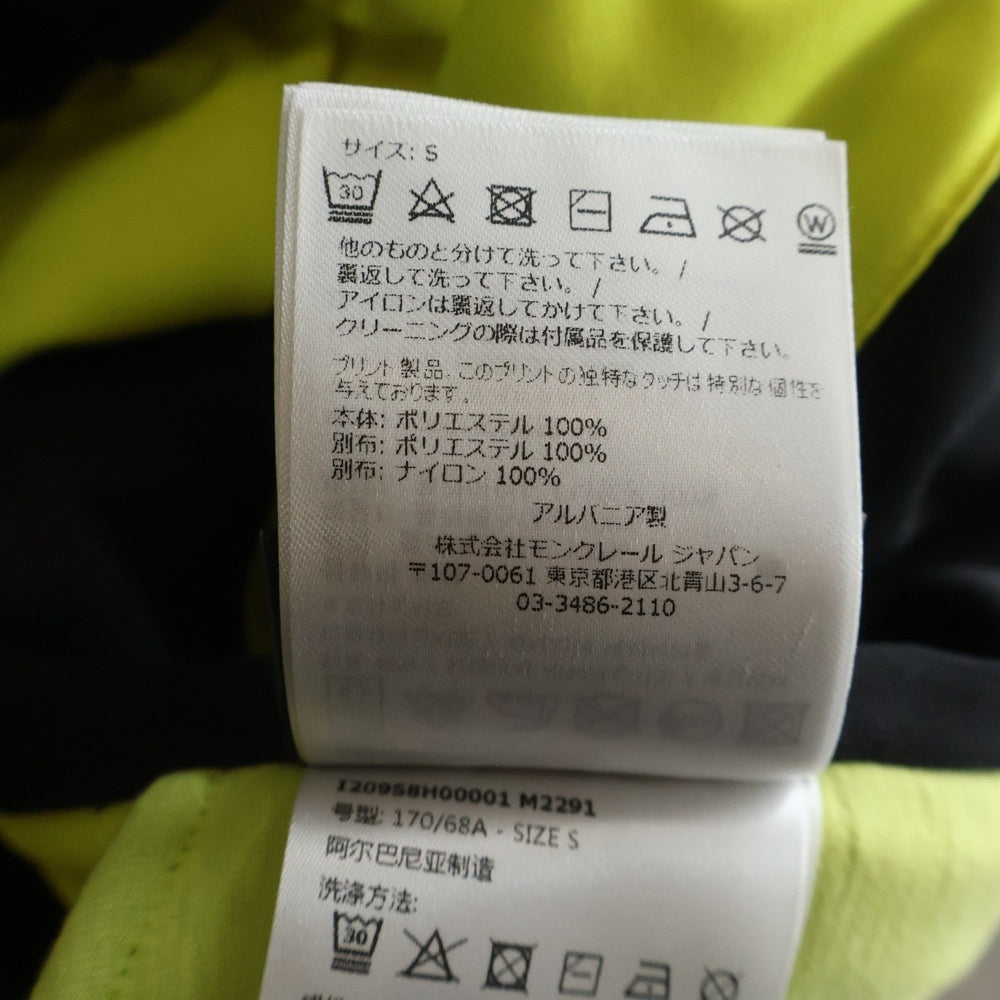 サイズ: S
30
W
他のものと分けて洗って下さい。 /
裏返して洗って下さい。 /
アイロンは裏返してかけて下さい。 /
クリーニングの際は付属品を保護して下さい。
プリント製品。このプリントの独特なタッチは特別な個性を
与えております。
本体: ポリエステル 100%
別布: ポリエステル 100%
別布: ナイロン 100%
アルバニア製
株式会社モンクレール ジャパン
〒107-0061 東京都港区北青山3-6-7
03-3486-2110
I20958H00001 M2291
号型: 170/68A - SIZE S
阿尔巴尼亚制造
洗涤方法:
30